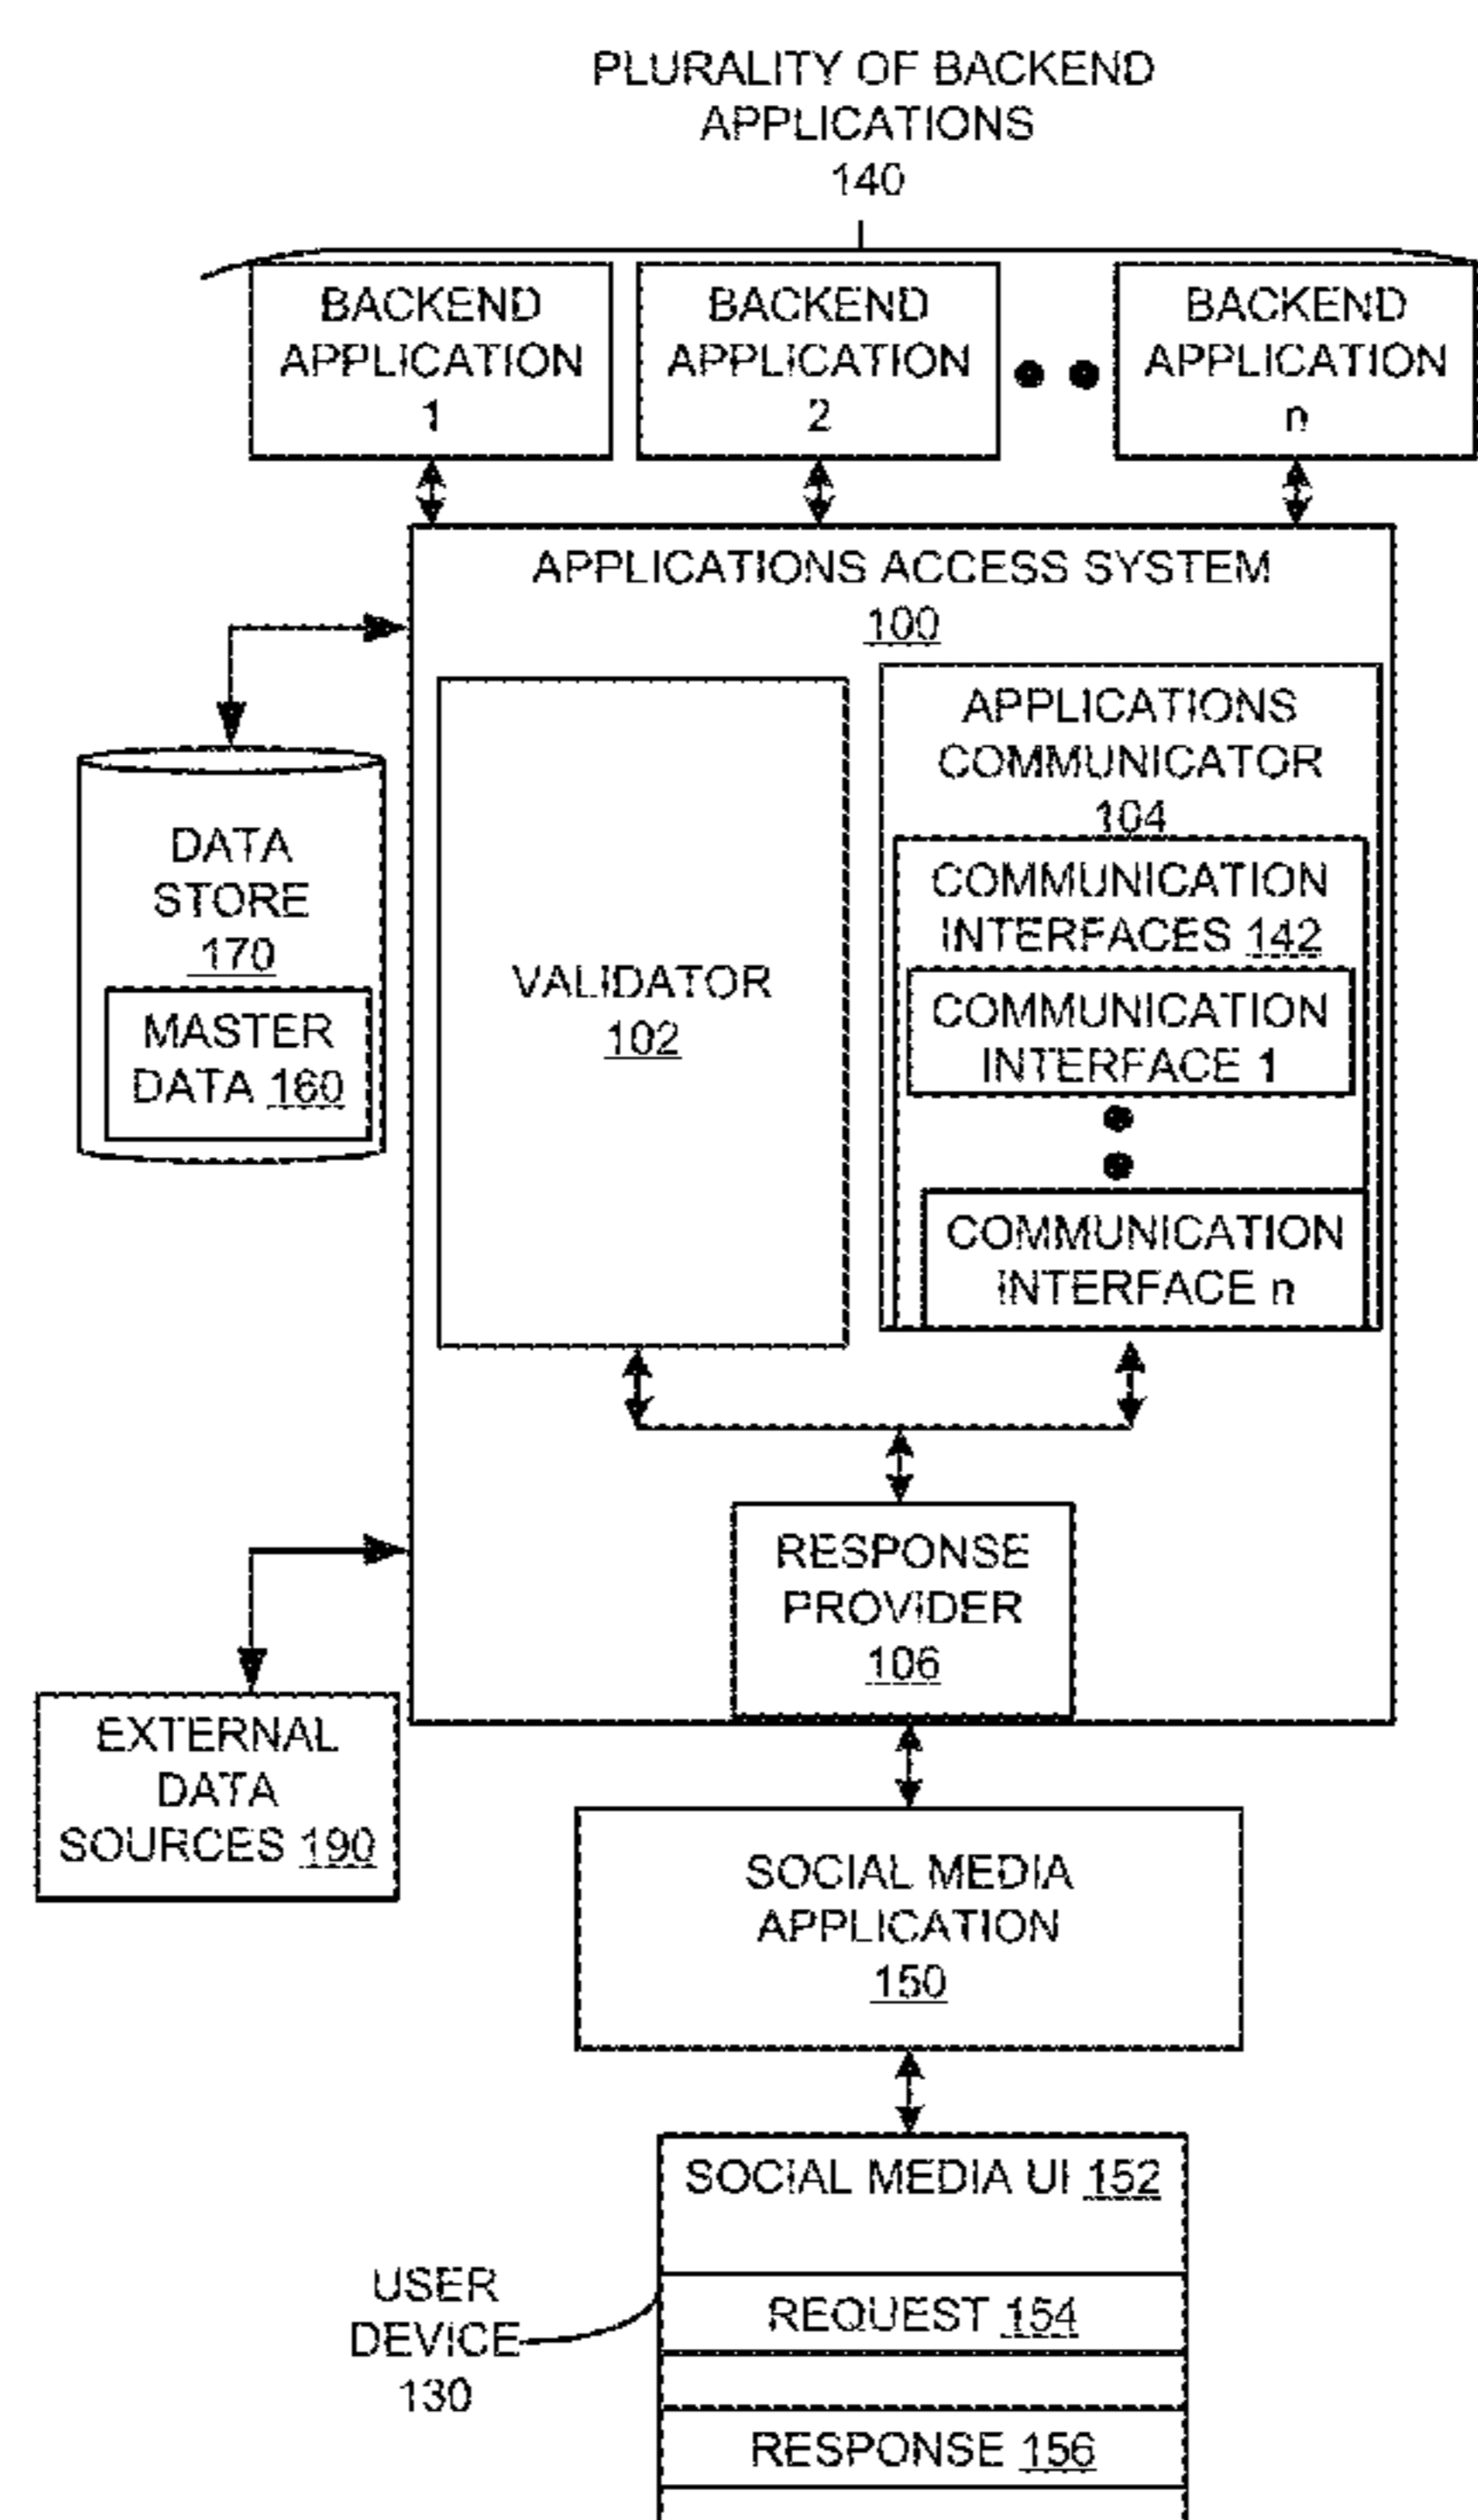 PLURALITY OF BACKEND
APPLICATIONS
140
BACKEND
APPLICATION
1
BACKEND
APPLICATION
2
BACKEND
APPLICATION
n
APPLICATIONS ACCESS SYSTEM
100
VALIDATOR
102
APPLICATIONS
COMMUNICATOR
104
COMMUNICATION
INTERFACES 142
COMMUNICATION
INTERFACE 1
COMMUNICATION
INTERFACE n
DATA
STORE
170
MASTER
DATA 160
RESPONSE
PROVIDER
106
EXTERNAL
DATA
SOURCES 190
SOCIAL MEDIA
APPLICATION
150
SOCIAL MEDIA UI 152
USER
DEVICE
130
REQUEST 154
RESPONSE 156